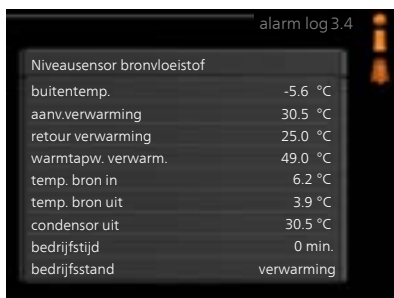 alarm log 3.4
Niveausensor bronvloeistof
buitentemp. -5.6 °C
aanv.verwarming 30.5 °C
retour verwarming 25.0 °C
warmtapw. verwarm. 49.0 °C
temp. bron in 6.2 °C
temp. bron uit 3.9 °C
condensor uit 30.5 °C
bedrijfstijd 0 min.
bedrijfsstand verwarming